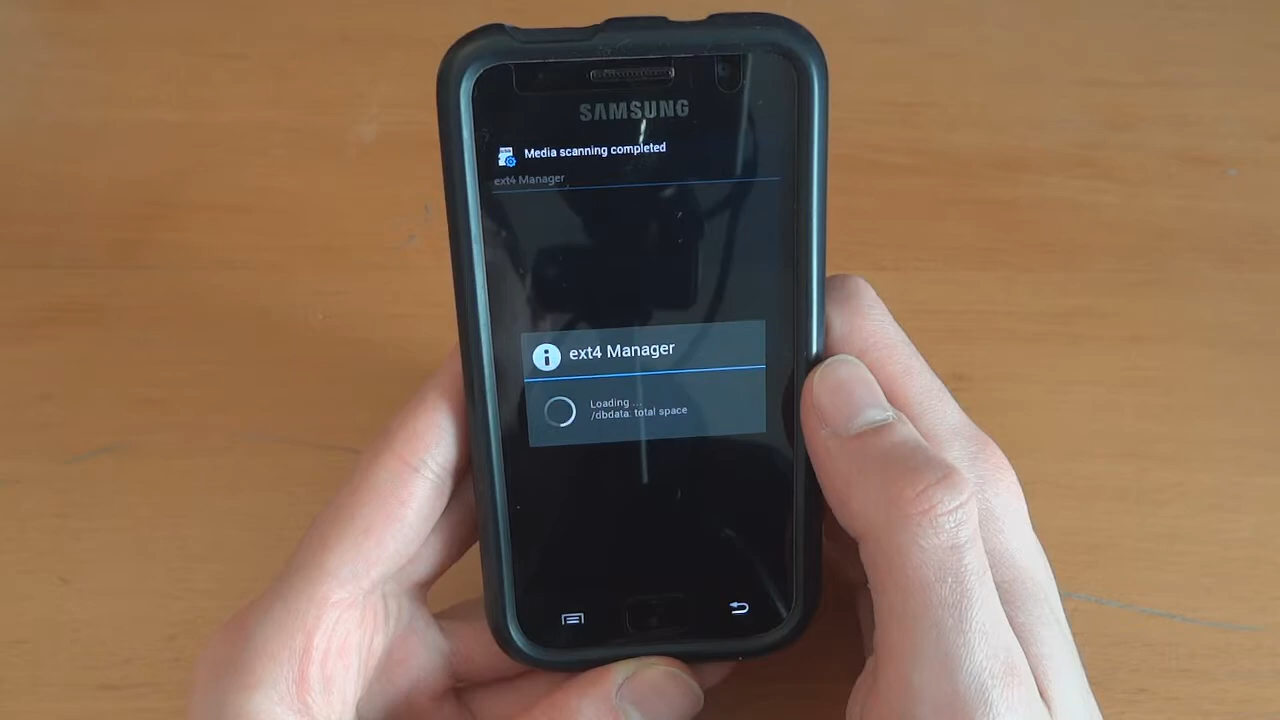 SAMSUNG
Media scanning completed
ext4 Manager
ext4 Manager
Loading ...
/dbdata: total space